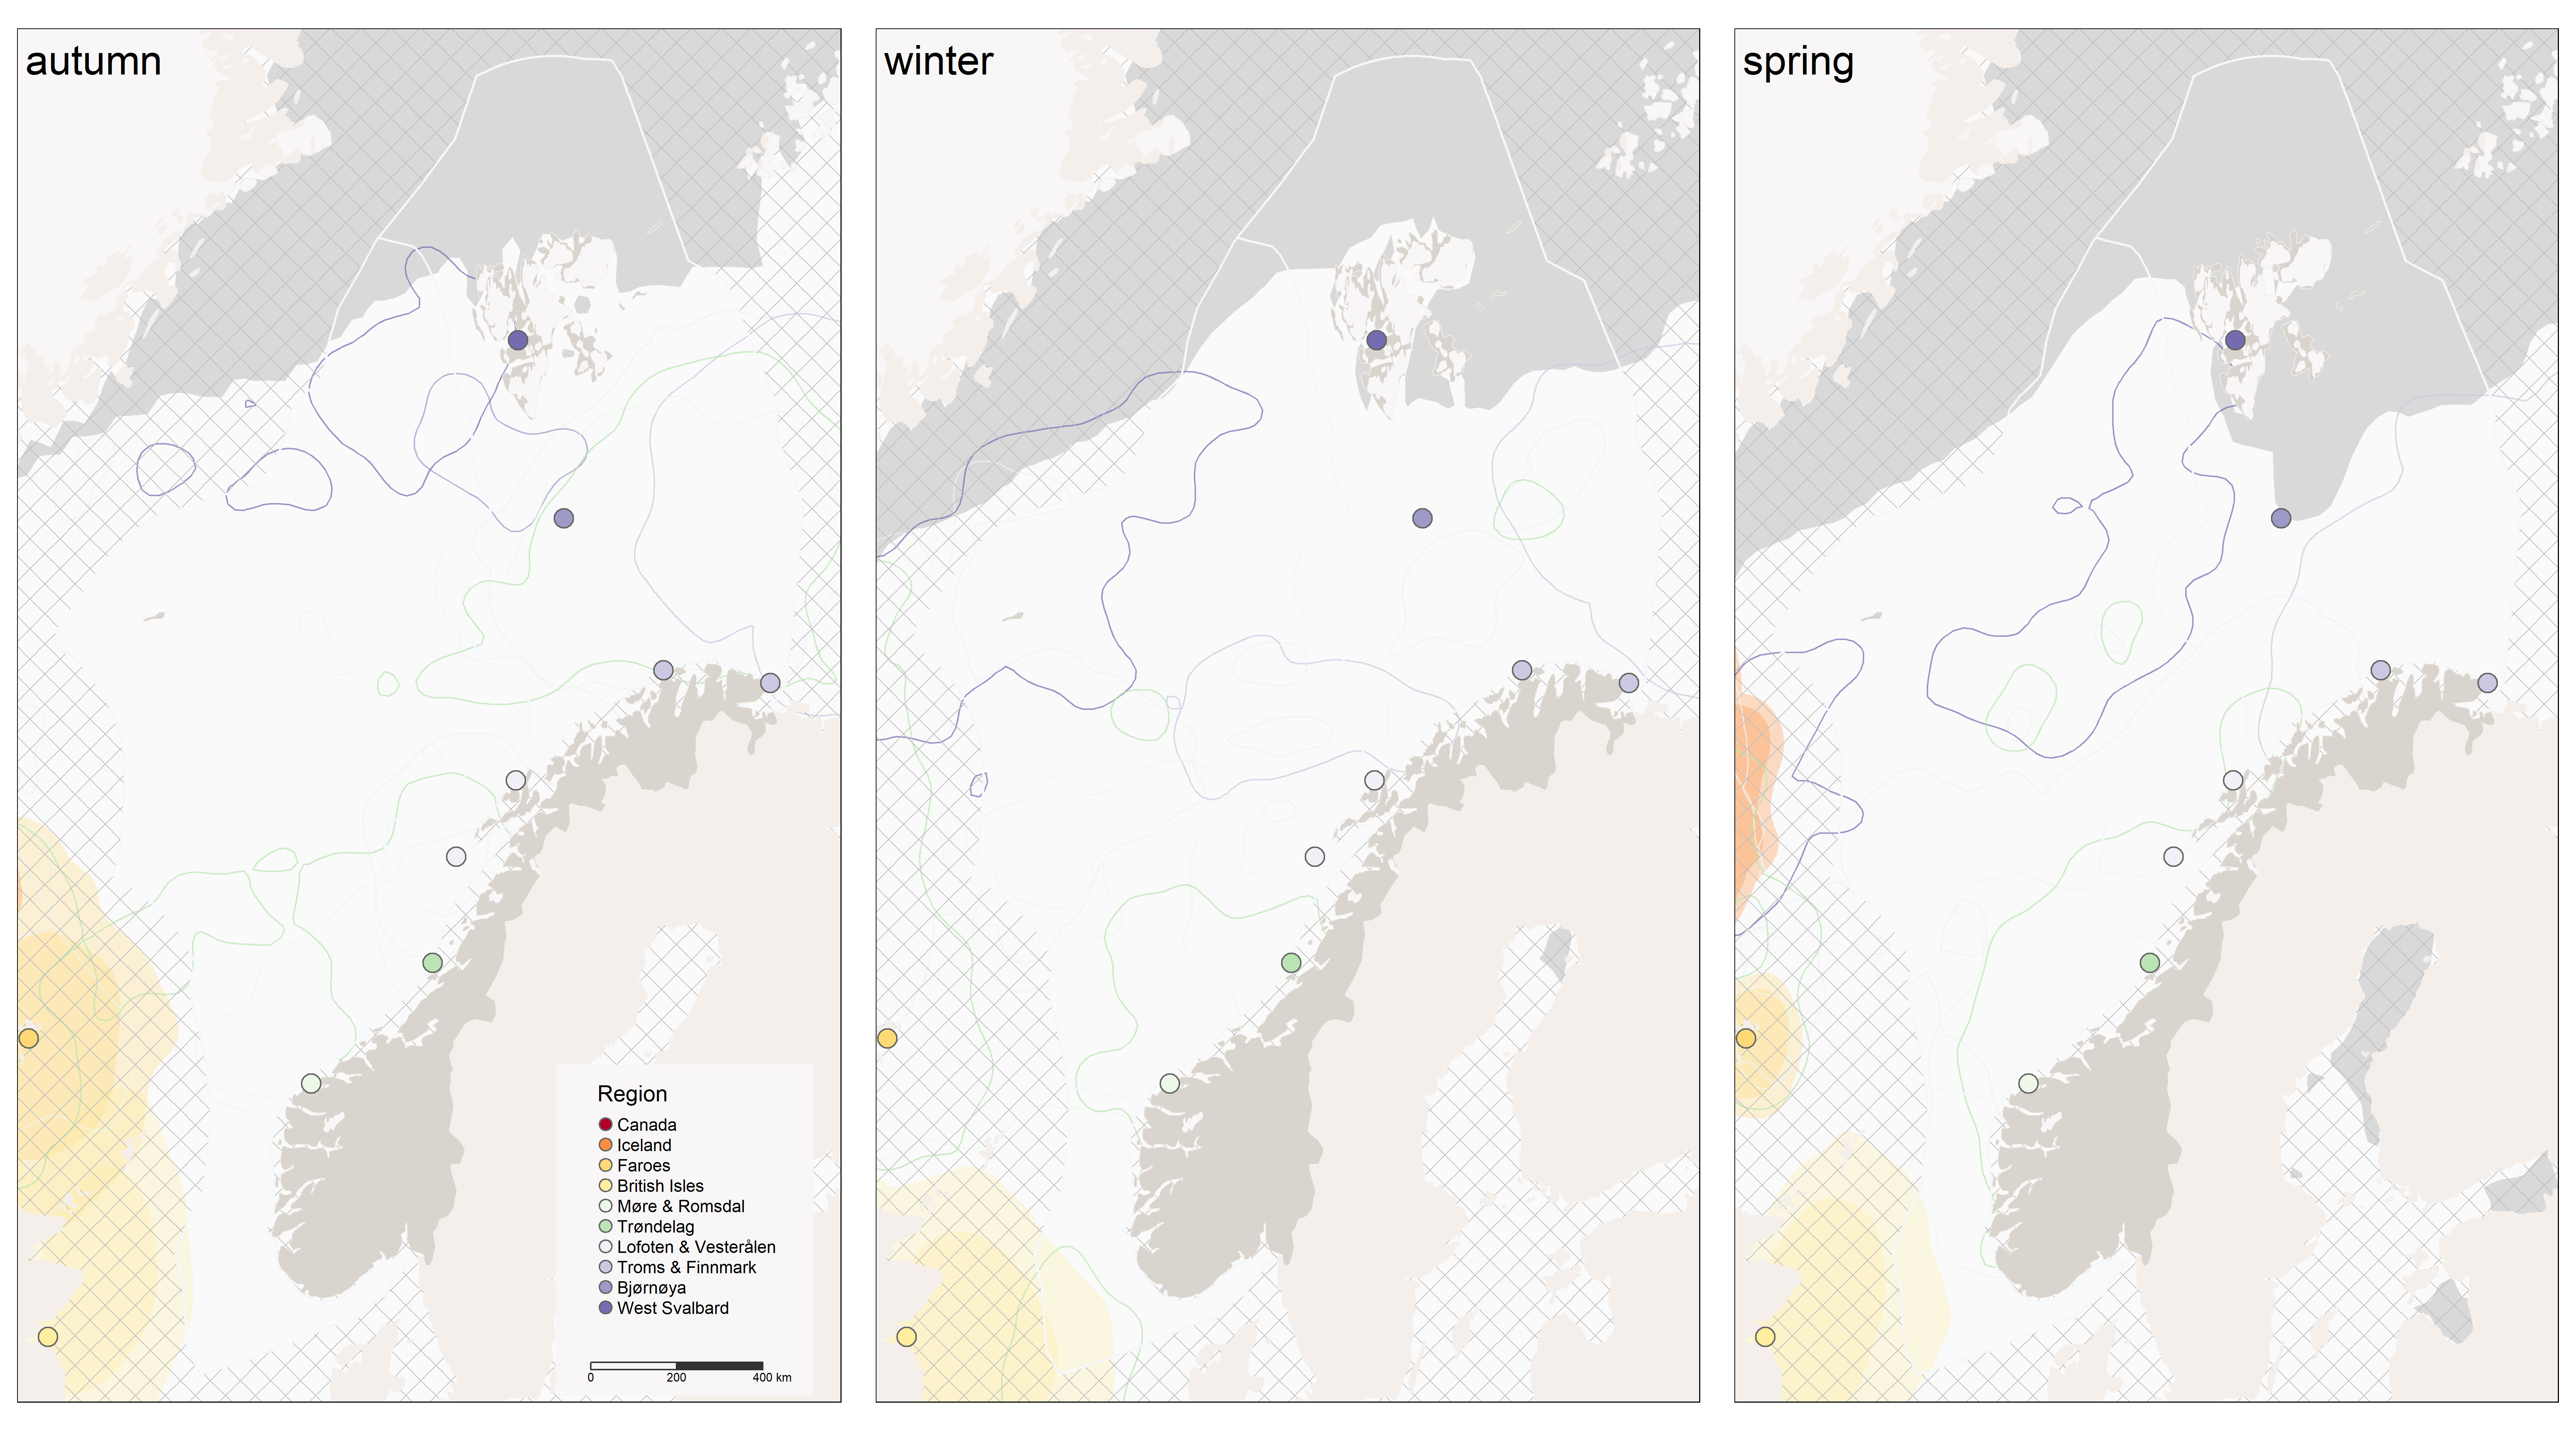 autumn
winter
spring
Region
Canada
Iceland
Faroes
British Isles
Møre & Romsdal
Trøndelag
Lofoten & Vesterålen
Troms & Finnmark
Bjørnøya
West Svalbard
0 200 400 km